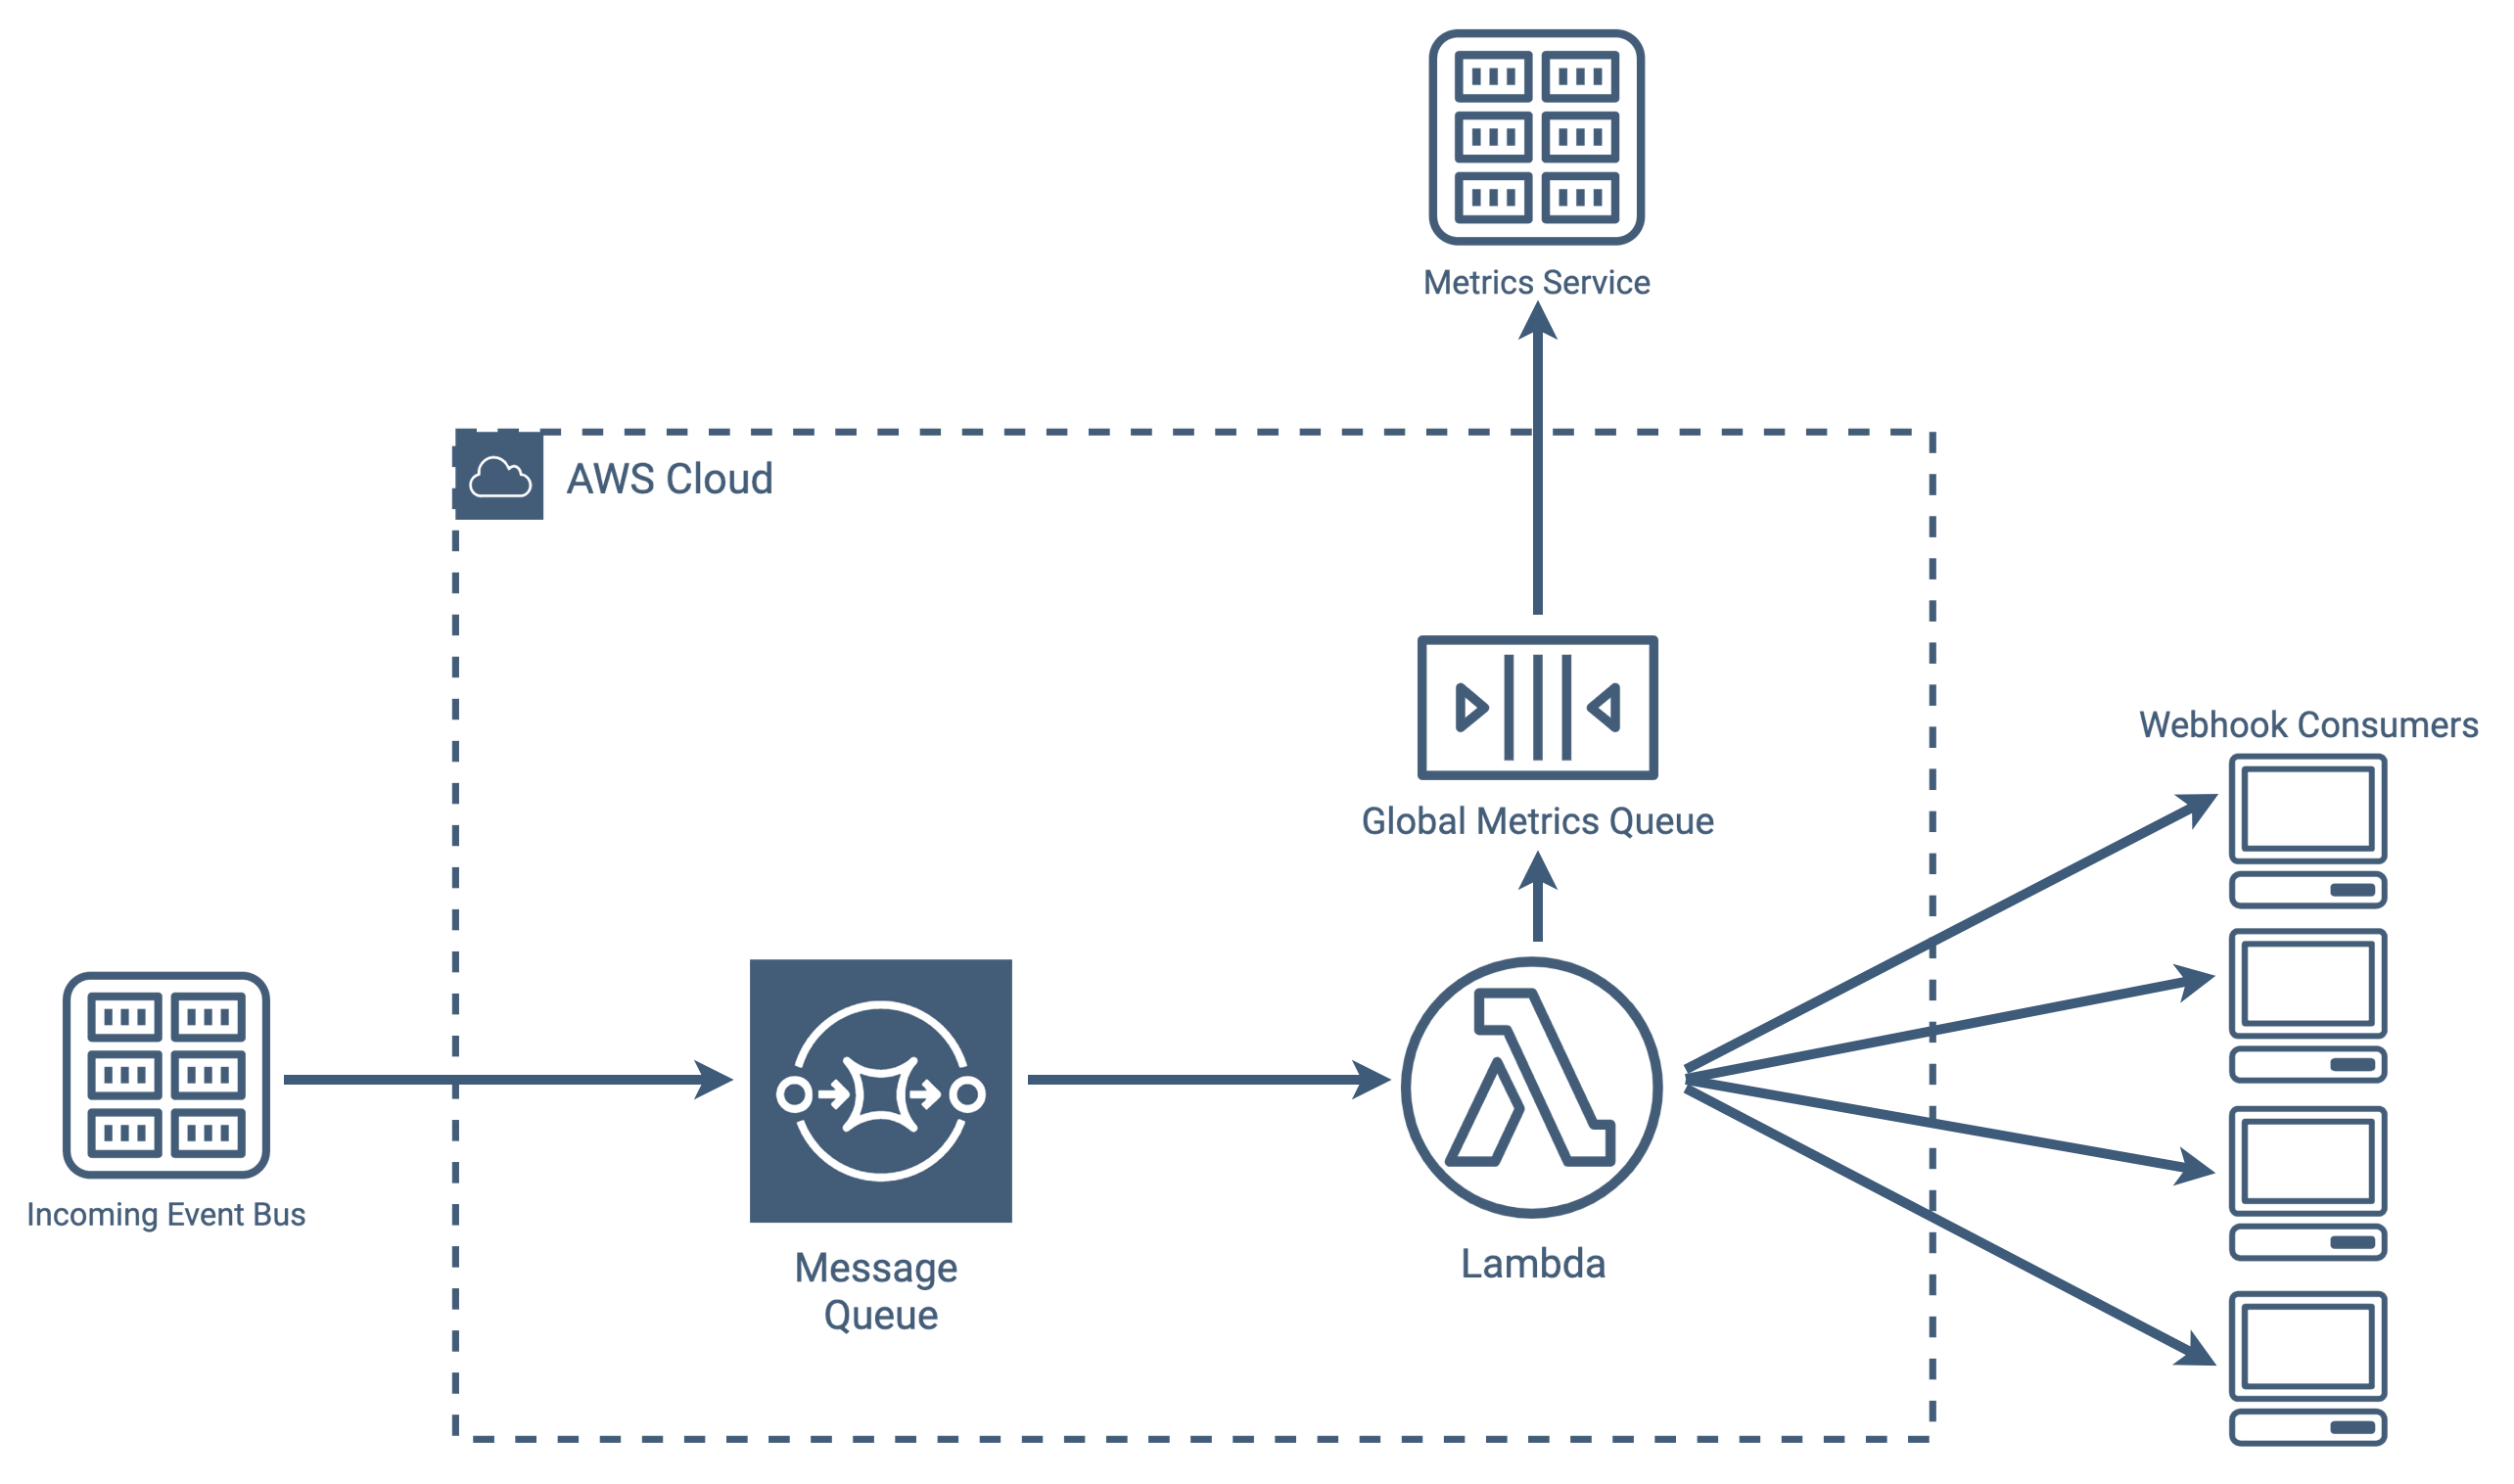 Metrics Service
AWS Cloud
Webhook Consumers
Global Metrics Queue
Incoming Event Bus
Message
Queue
Lambda